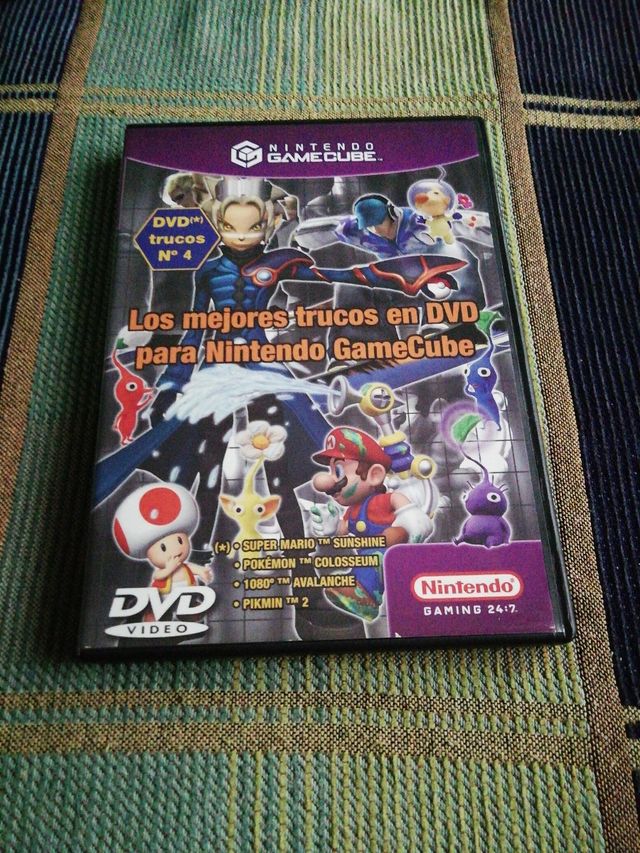 NINTENDO
GAMECUBE™
DVD(*)
trucos
Nº 4
Los mejores trucos en DVD
para Nintendo GameCube
(*) • SUPER MARIO ™ SUNSHINE
• POKÉMON ™ COLOSSEUM
• 1080° ™ AVALANCHE
• PIKMIN ™ 2
DVD
VIDEO
Nintendo®
GAMING 24:7.